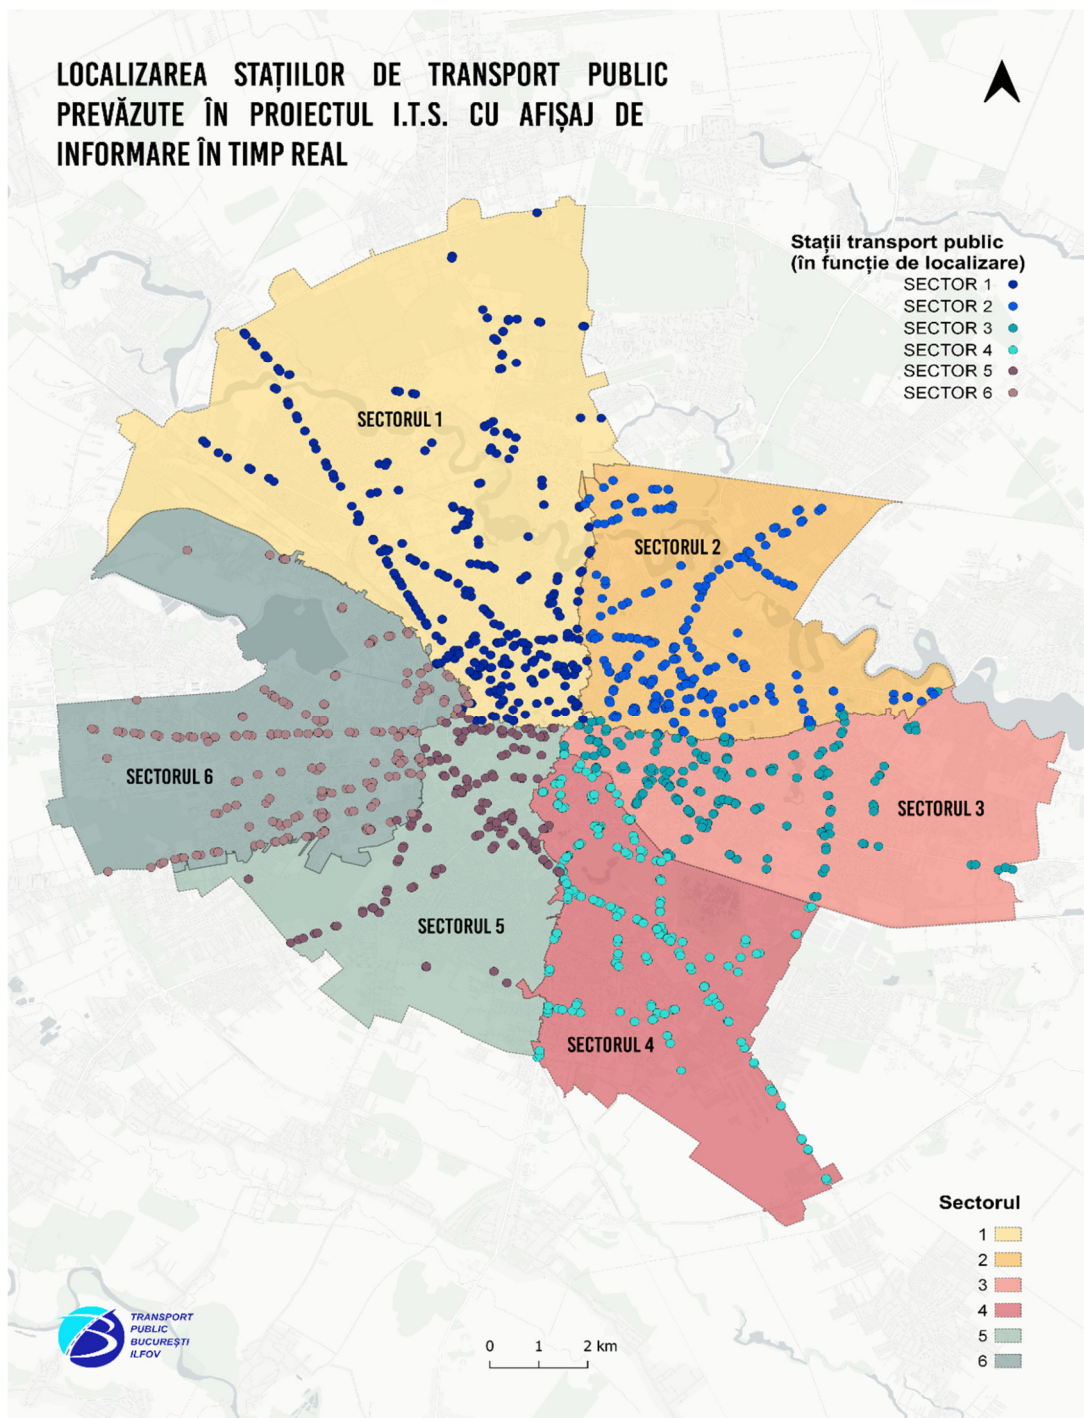 LOCALIZAREA STAȚIILOR DE TRANSPORT PUBLIC
PREVĂZUTE ÎN PROIECTUL I.T.S. CU AFIȘAJ DE
INFORMARE ÎN TIMP REAL
Stații transport public
(în funcție de localizare)
SECTOR 1
SECTOR 2
SECTOR 3
SECTOR 4
SECTOR 5
SECTOR 6
SECTORUL 1
SECTORUL 2
SECTORUL 6
SECTORUL 3
SECTORUL 5
SECTORUL 4
Sectorul
1
2
3
4
5
6
TRANSPORT
PUBLIC
BUCUREȘTI
ILFOV
0 1 2 km